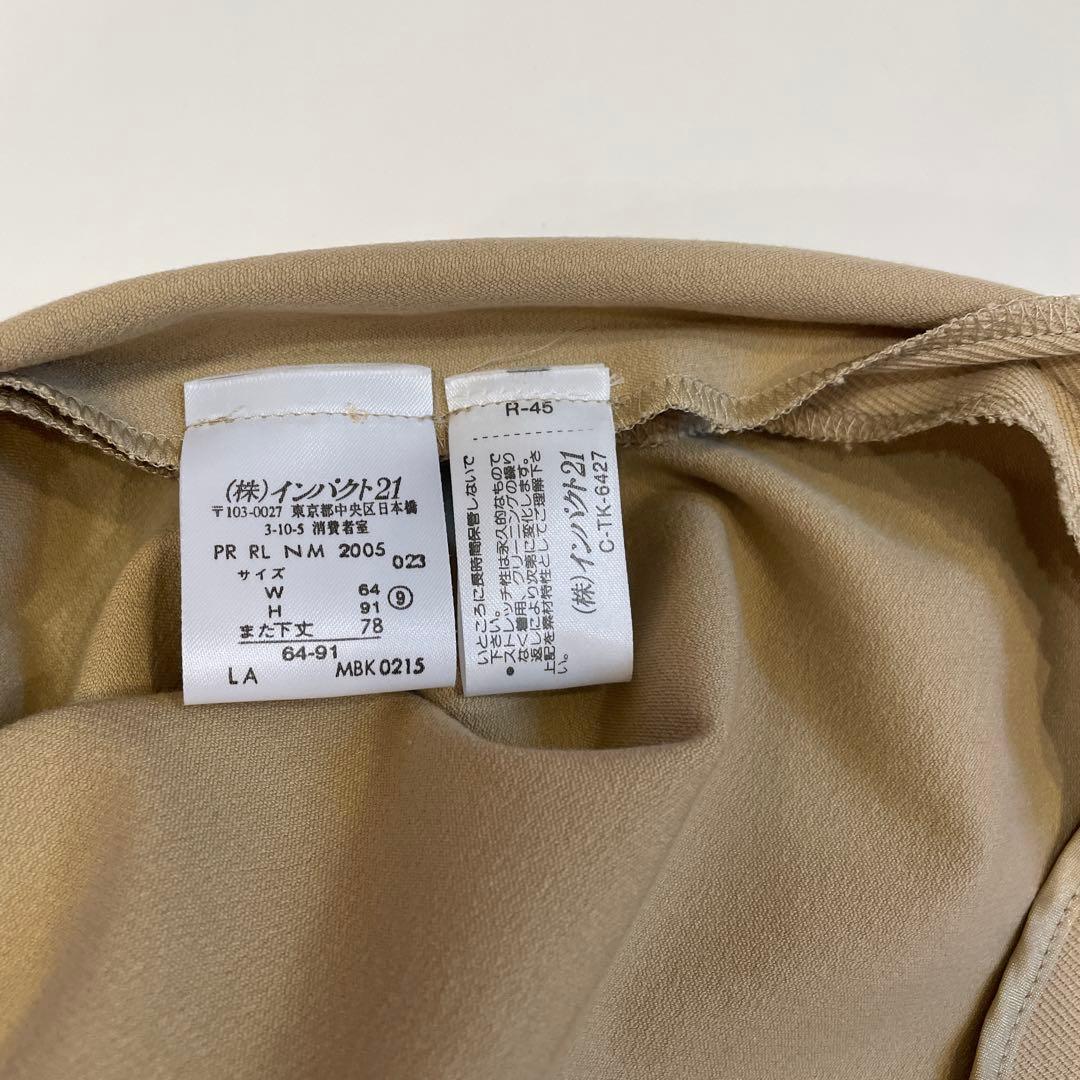 (株)インパクト21
〒103-0027 東京都中央区日本橋
3-10-5 消費者室
PR RL NM 2005
023
サイズ
W 64
H 91
⑨
また下丈 78
64-91
LA MBK0215
R-45
いところに長時間保管しないで
下さい。
●ストレッチ性は永久的なもので
なく着用、クリーニングの繰り
返しにより次第に変化します。
上記を素材特性としてご理解下さ
い。
(株)インパクト21
C-TK-6427